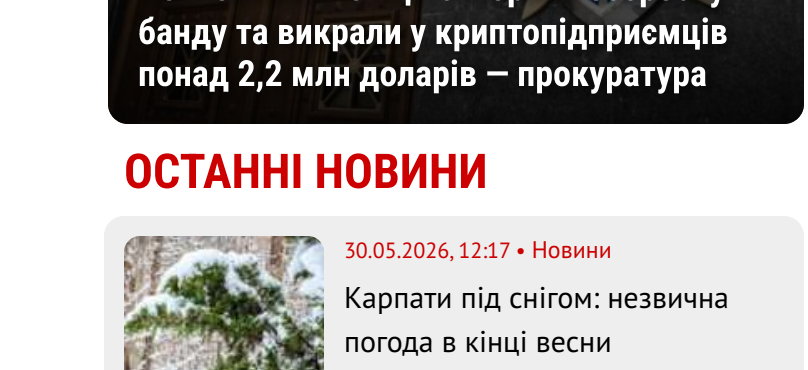 банду та викрали у криптопідприємців
понад 2,2 млн доларів — прокуратура
ОСТАННІ НОВИНИ
30.05.2026, 12:17 • Новини
Карпати під снігом: незвична
погода в кінці весни